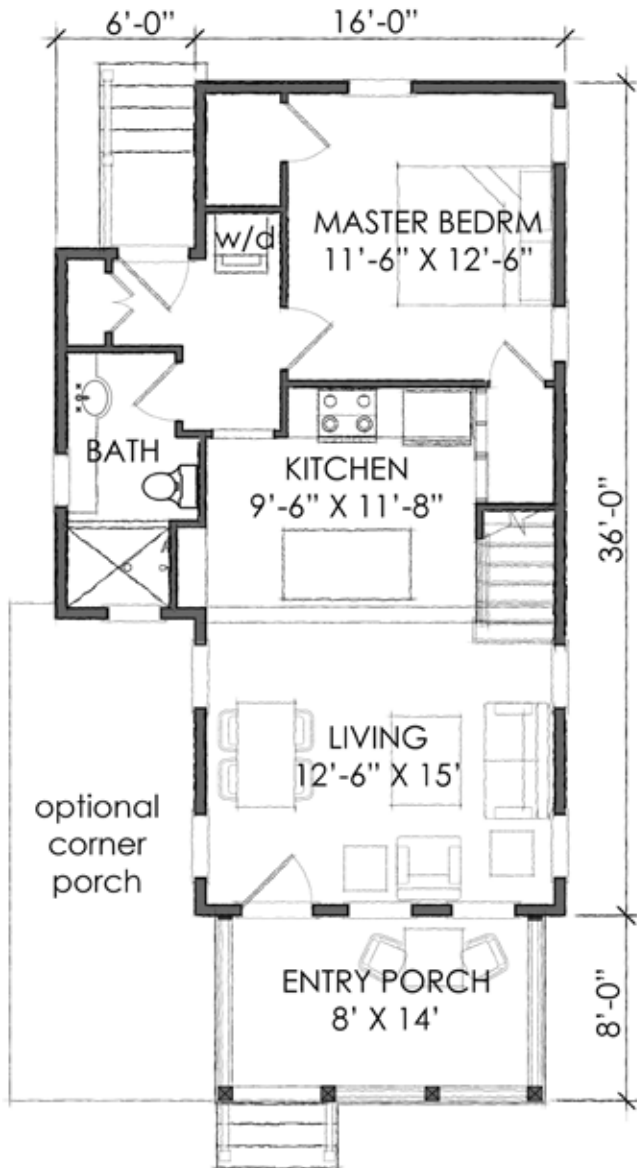 6'-0"
16'-0"
MASTER BEDRM
11'-6" X 12'-6"
w/d
BATH
KITCHEN
9'-6" X 11'-8"
36'-0"
LIVING
12'-6" X 15'
optional
corner
porch
ENTRY PORCH
8' X 14'
8'-0"